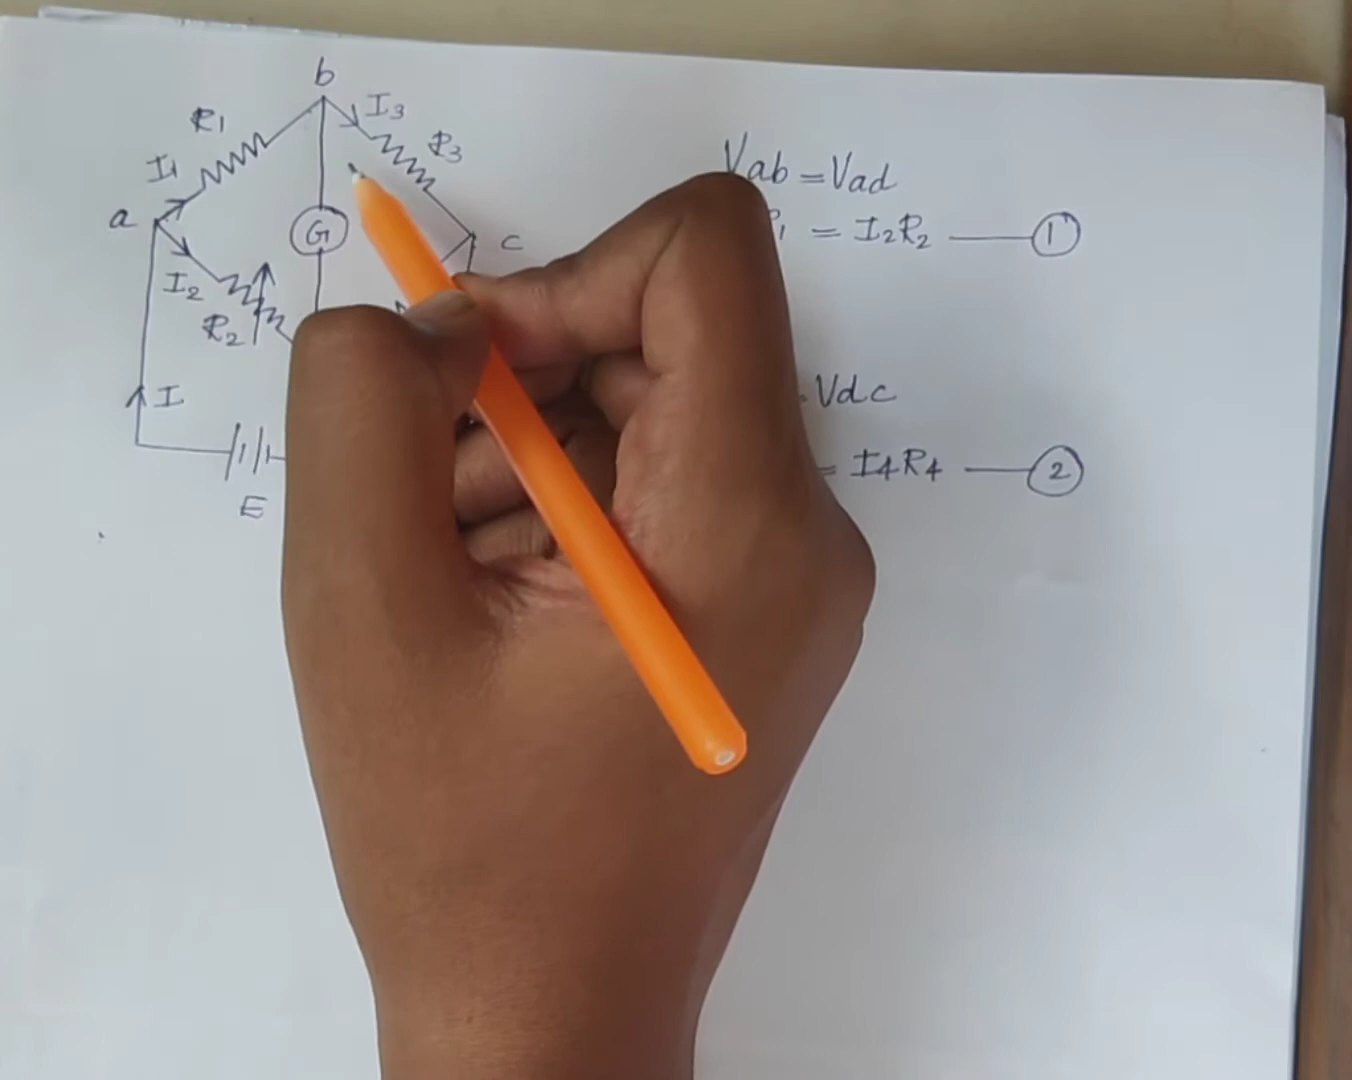 b
I3
R1
R3
I1
a
G
c
I2
R2
I
E
Vab = Vad
= I2R2 —— 1
Vdc
= I4R4 —— 2